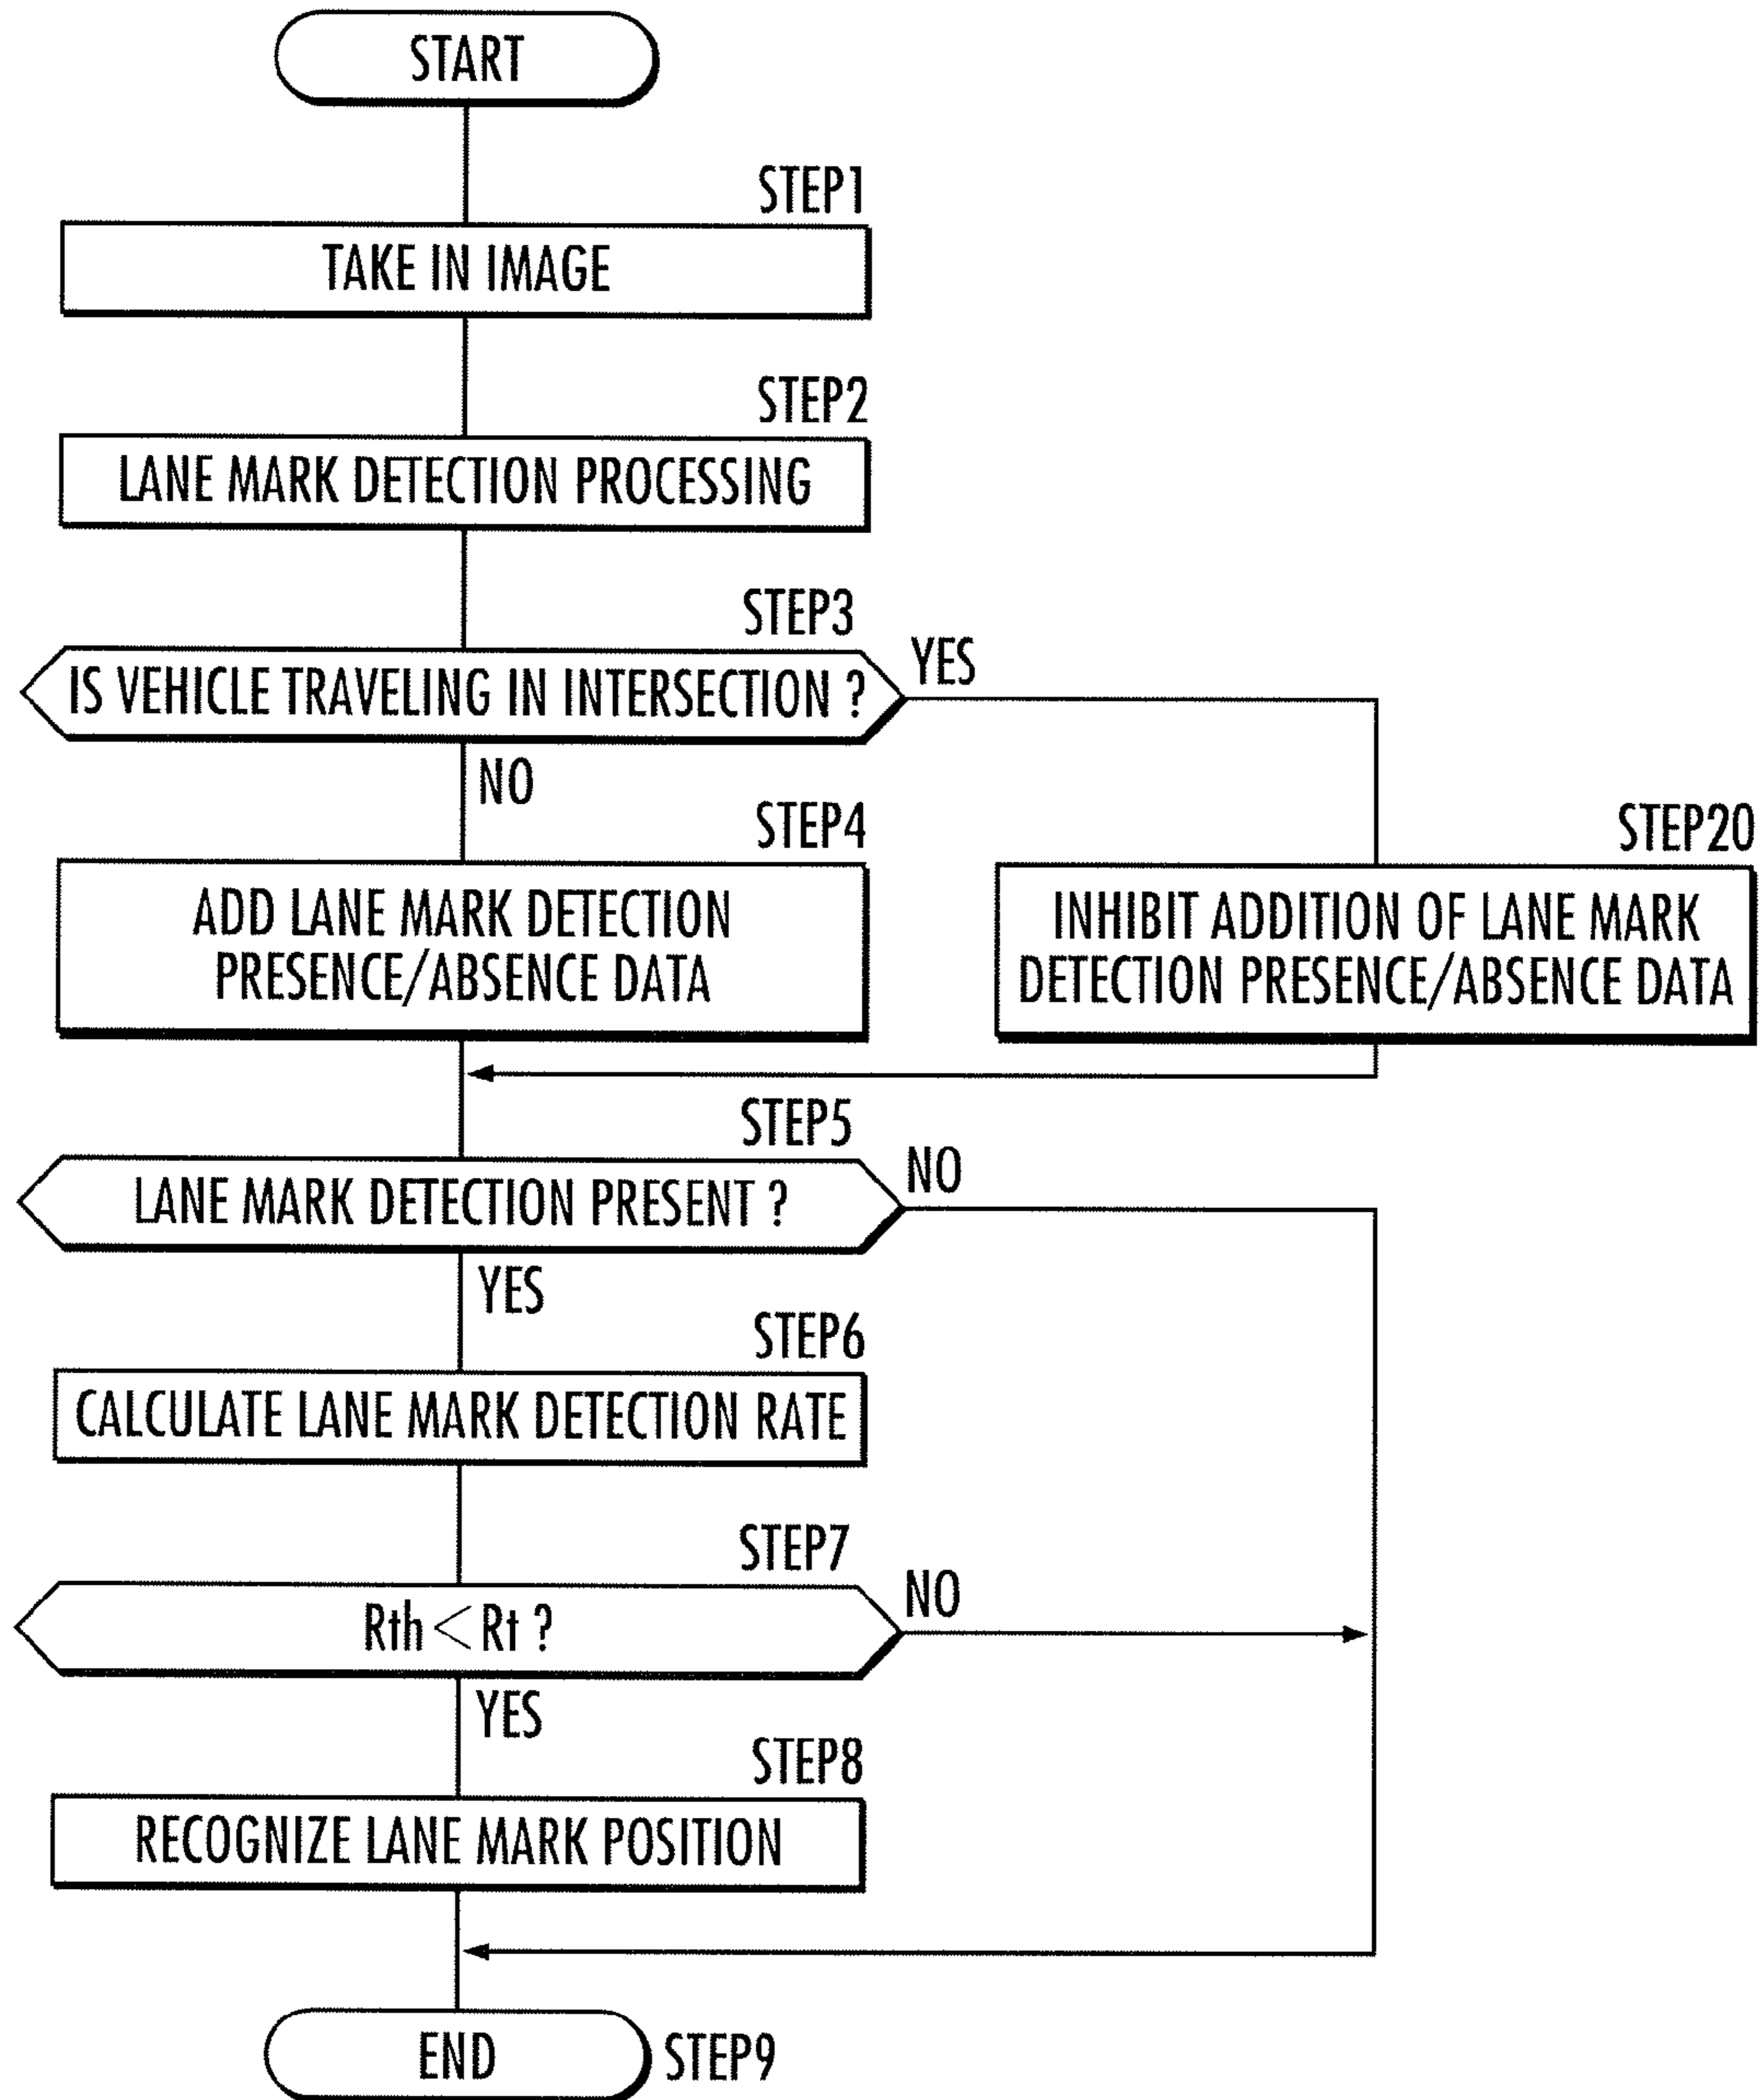 START
STEP1
TAKE IN IMAGE
STEP2
LANE MARK DETECTION PROCESSING
STEP3
IS VEHICLE TRAVELING IN INTERSECTION ?
YES
NO
STEP4
ADD LANE MARK DETECTION
PRESENCE/ABSENCE DATA
STEP20
INHIBIT ADDITION OF LANE MARK
DETECTION PRESENCE/ABSENCE DATA
STEP5
LANE MARK DETECTION PRESENT ?
NO
YES
STEP6
CALCULATE LANE MARK DETECTION RATE
STEP7
Rth < Rt ?
NO
YES
STEP8
RECOGNIZE LANE MARK POSITION
END
STEP9